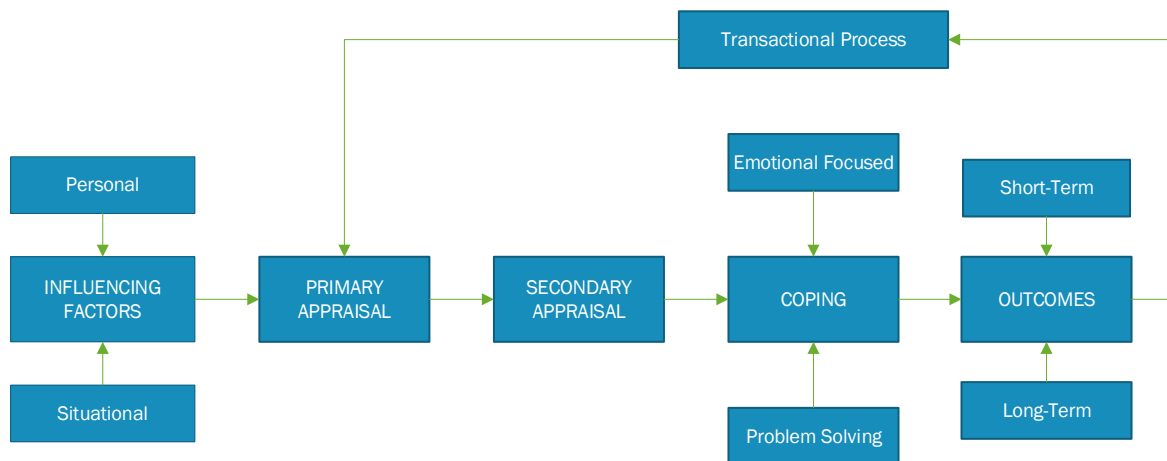 Transactional Process
Emotional Focused
Personal
Short-Term
INFLUENCING
FACTORS
PRIMARY
APPRAISAL
SECONDARY
APPRAISAL
COPING
OUTCOMES
Situational
Long-Term
Problem Solving